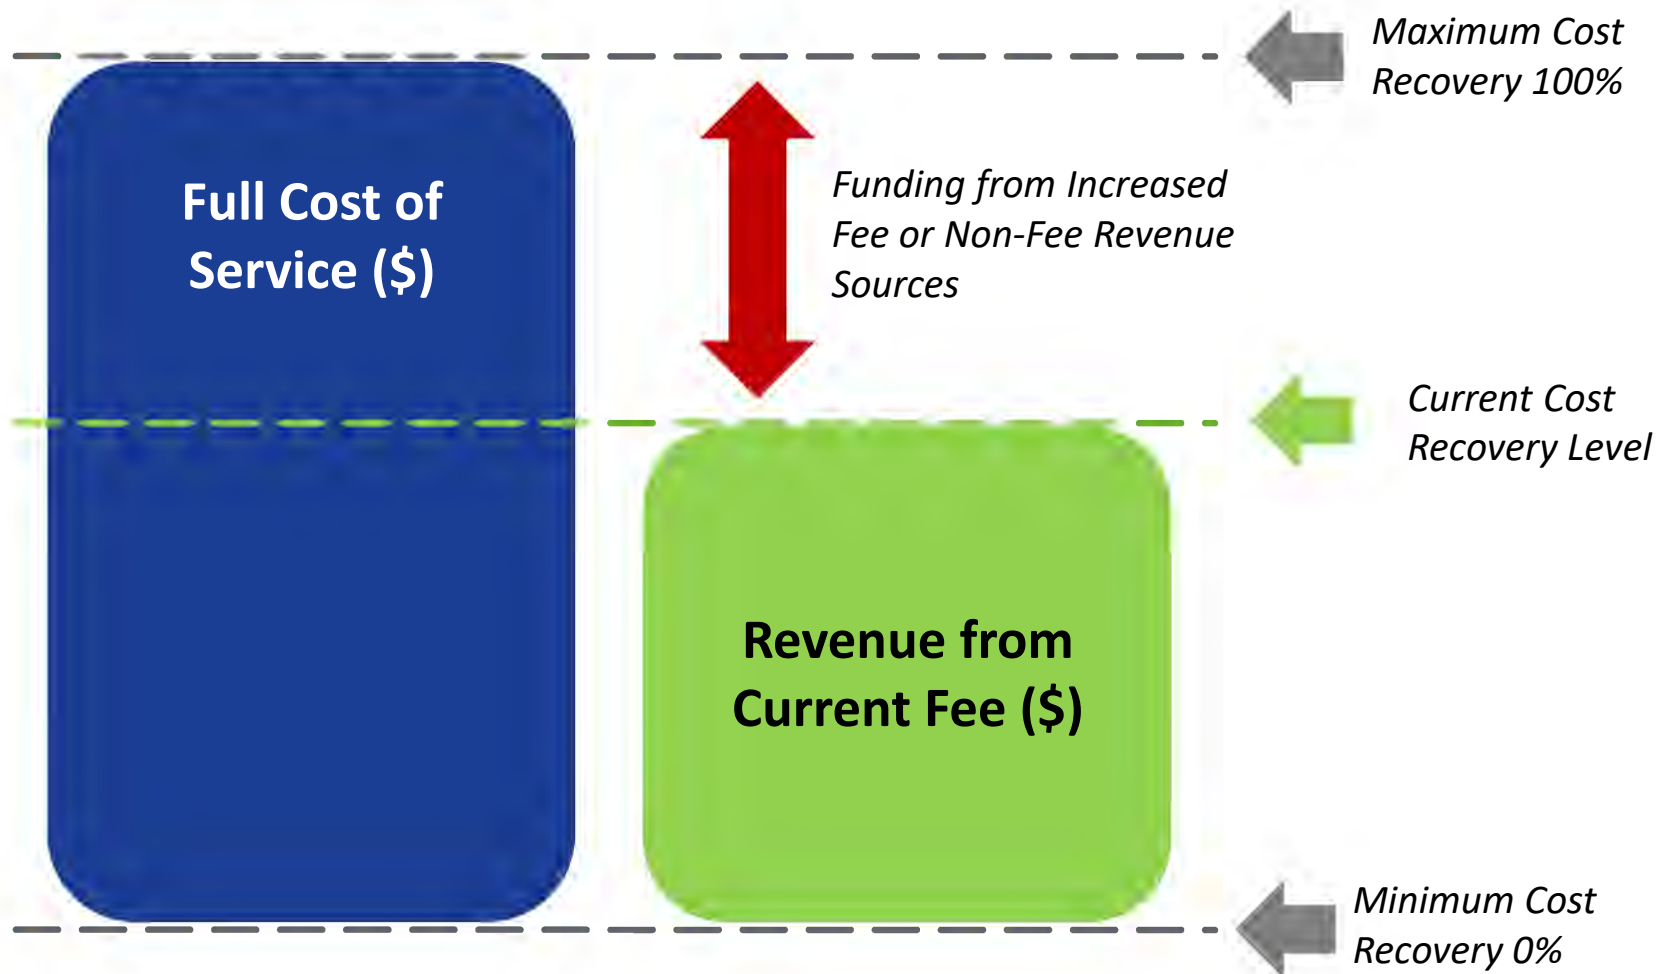 Maximum Cost
Recovery 100%
Full Cost of
Service ($)
Funding from Increased
Fee or Non-Fee Revenue
Sources
Current Cost
Recovery Level
Revenue from
Current Fee ($)
Minimum Cost
Recovery 0%